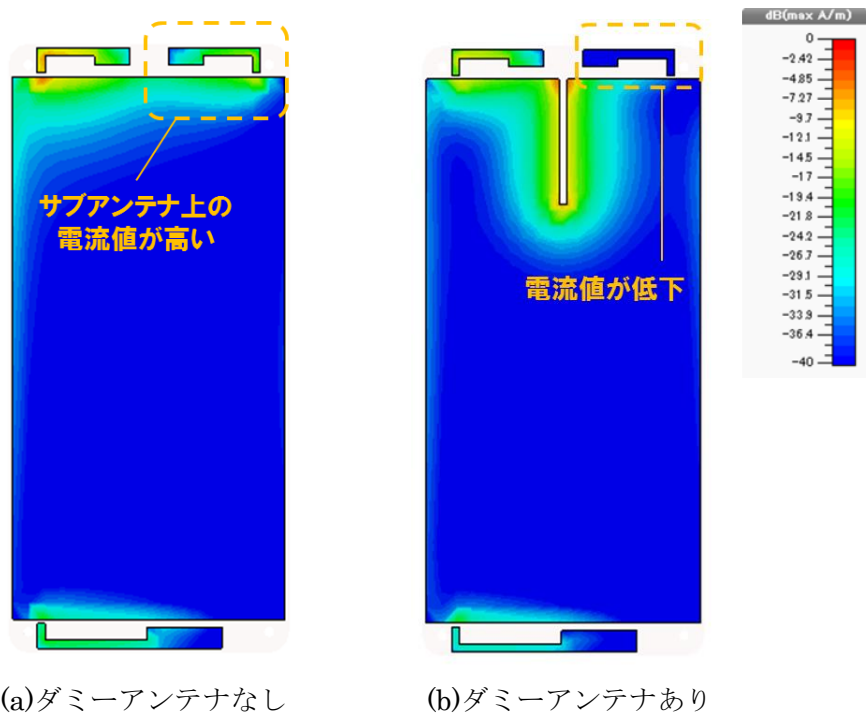 dB(max A/m)
0
-2.42
-4.85
-7.27
-9.7
-12.1
-14.5
-17
-19.4
-21.8
-24.2
-26.7
-29.1
-31.5
-33.9
-36.4
-40
サブアンテナ上の
電流値が高い
電流値が低下
(a)ダミーアンテナなし
(b)ダミーアンテナあり